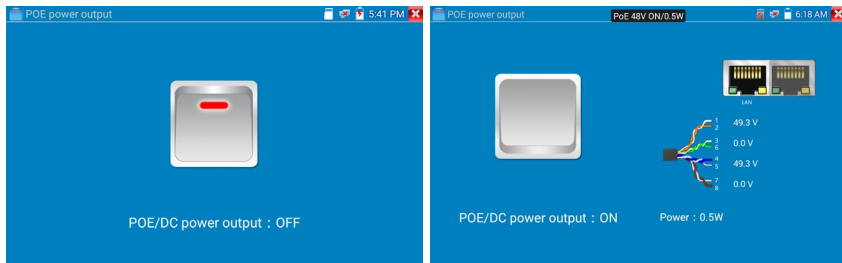 POE power output
5:41 PM
POE/DC power output : OFF
POE power output
PoE 48V ON/0.5W
6:18 AM
LAN
1
2
49.3 V
3
6
0.0 V
4
5
49.3 V
7
8
0.0 V
POE/DC power output : ON
Power : 0.5W